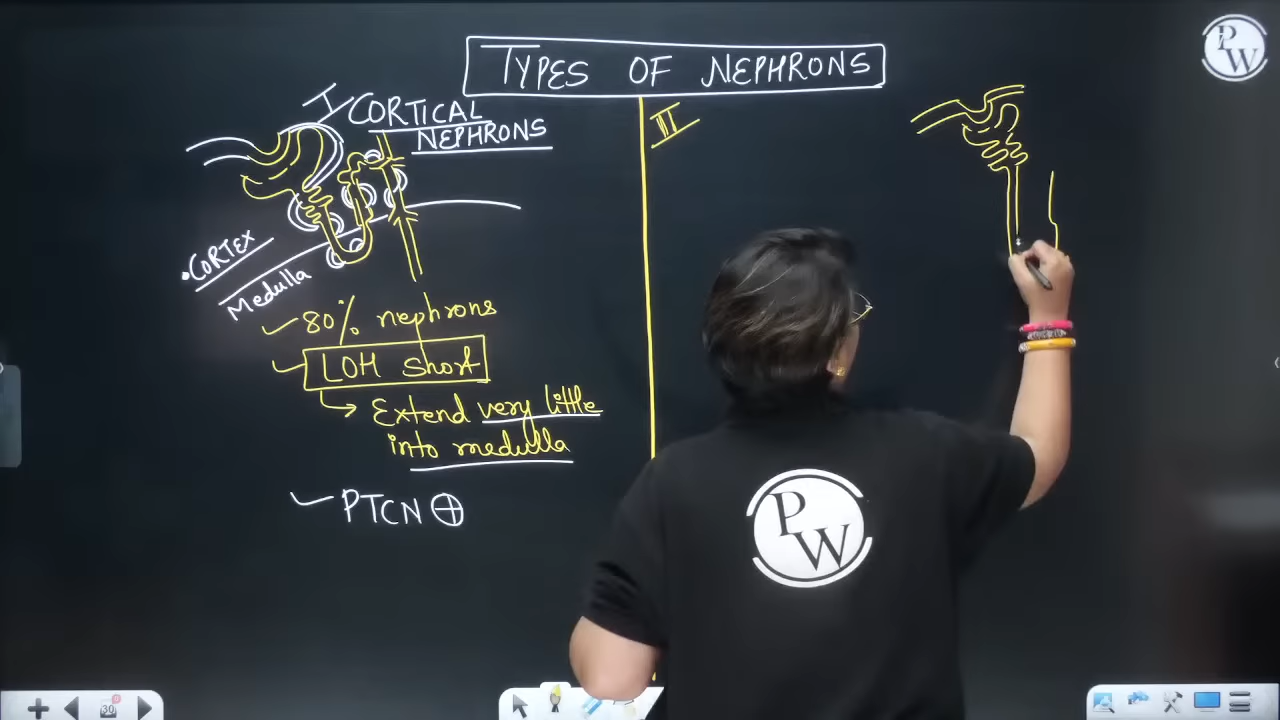 TYPES OF NEPHRONS
I CORTICAL
NEPHRONS
CORTEX
Medulla
80% nephrons
LOH short
Extend very little
into medulla
PTCN ⊕
II
PW
PW
30